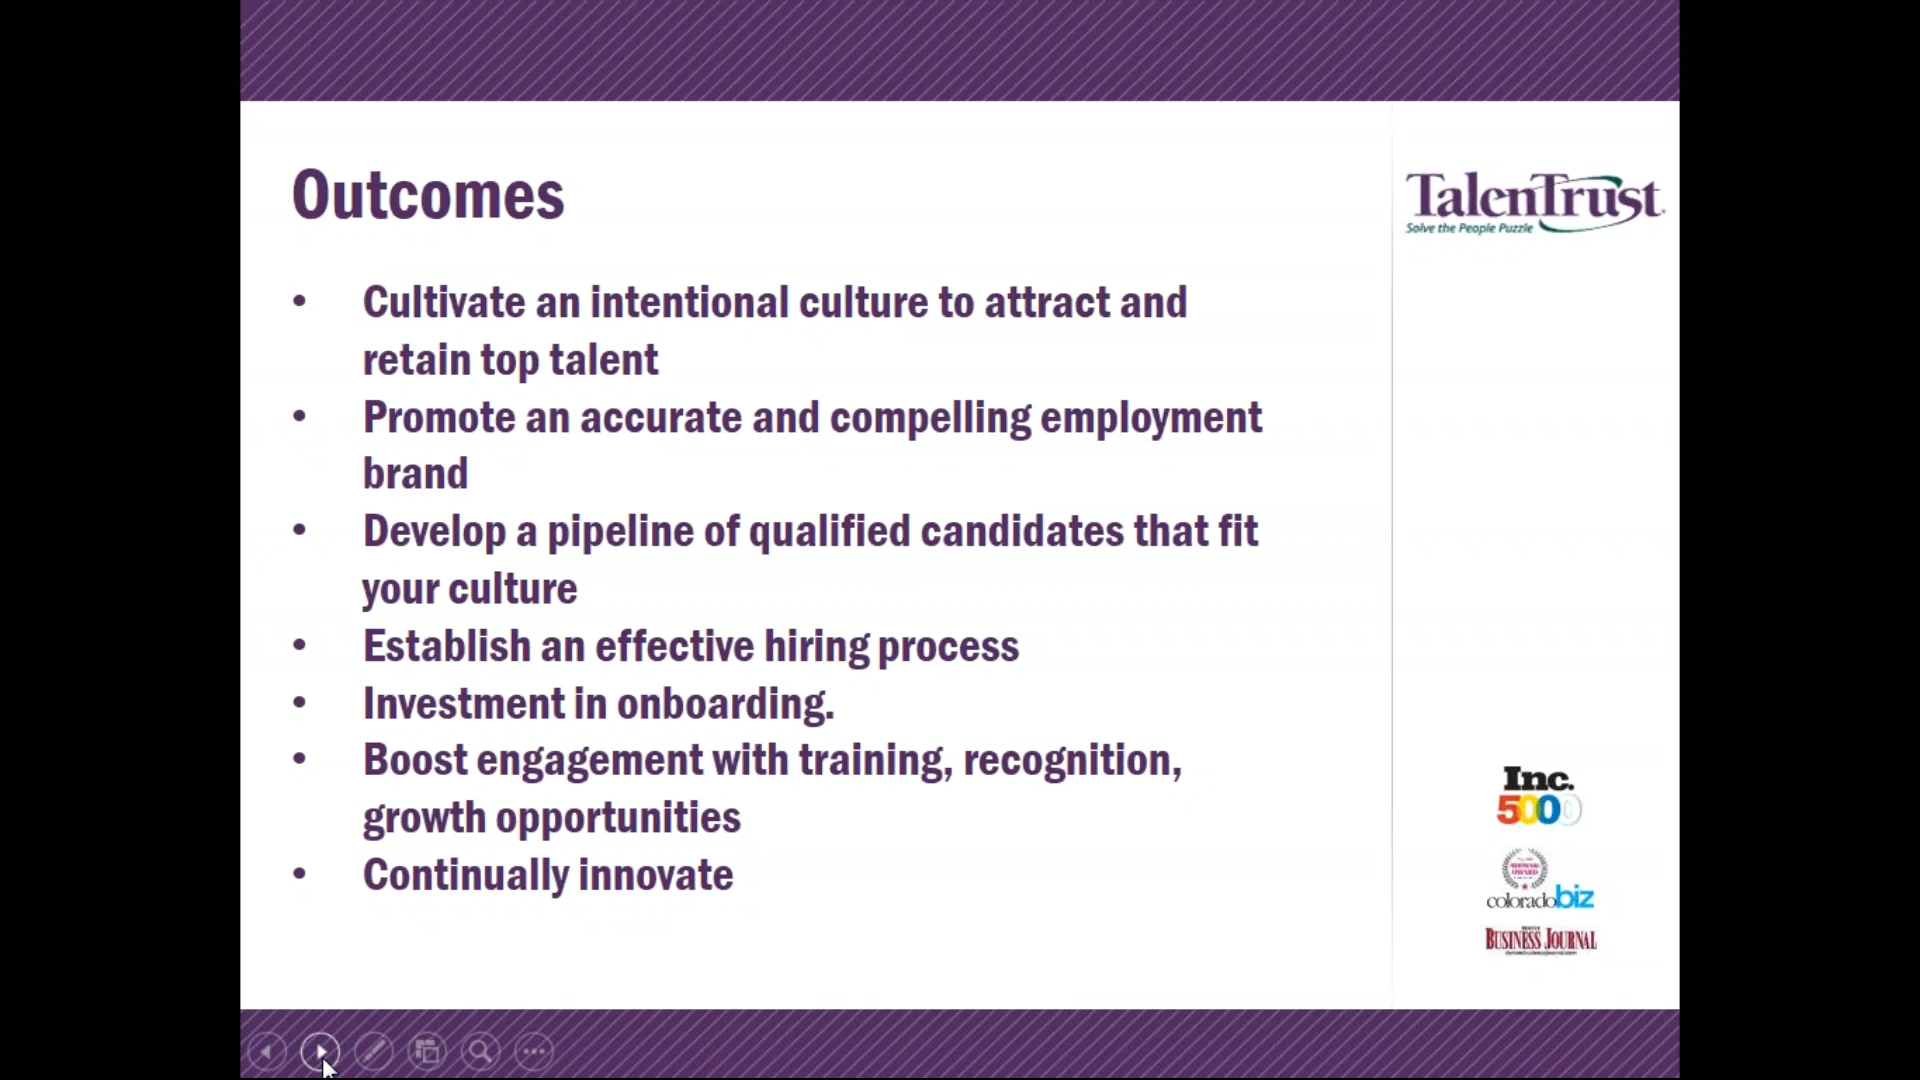 Outcomes
TalenTrust
Solve the People Puzzle
• Cultivate an intentional culture to attract and
retain top talent
• Promote an accurate and compelling employment
brand
• Develop a pipeline of qualified candidates that fit
your culture
• Establish an effective hiring process
• Investment in onboarding.
• Boost engagement with training, recognition,
growth opportunities
• Continually innovate
Inc.
5000
coloradobiz
BUSINESS JOURNAL